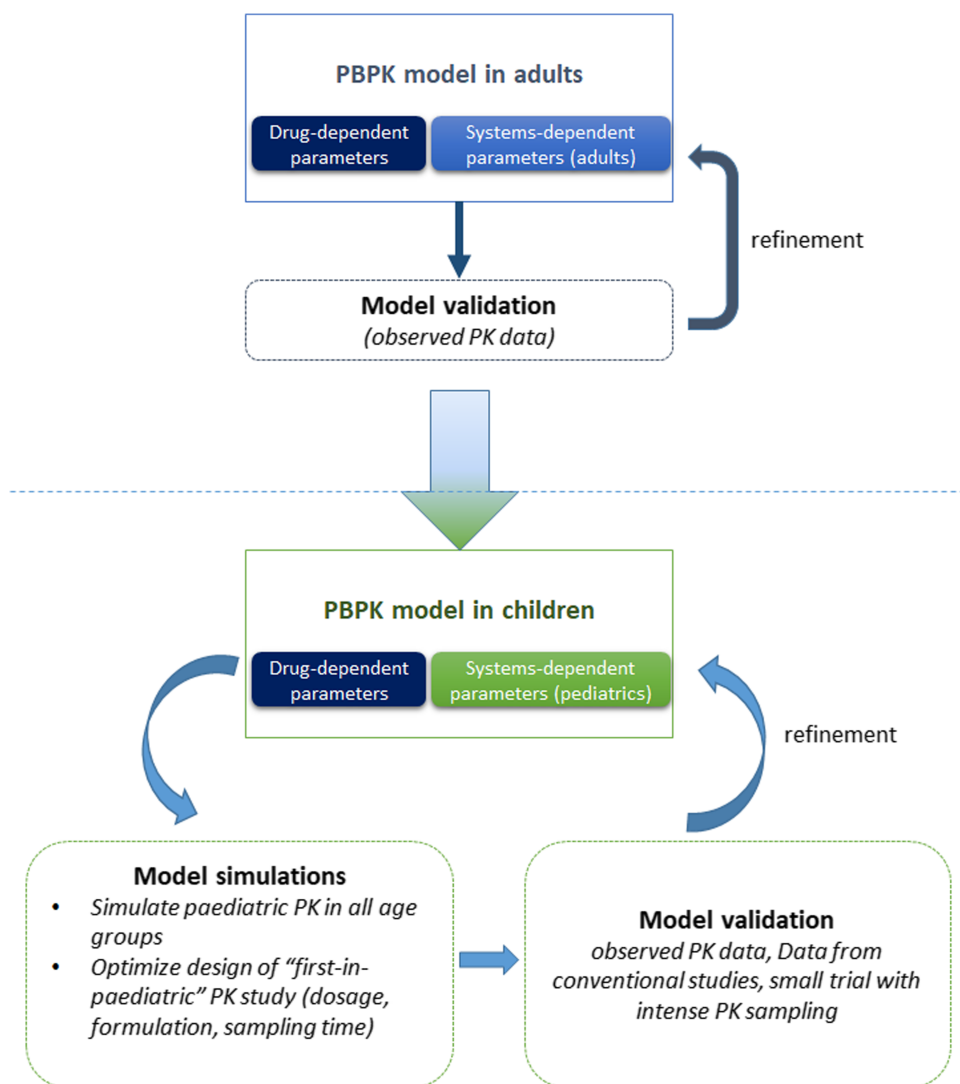 PBPK model in adults
Drug-dependent
parameters
Systems-dependent
parameters (adults)
refinement
Model validation
(observed PK data)
PBPK model in children
Drug-dependent
parameters
Systems-dependent
parameters (pediatrics)
refinement
Model simulations
• Simulate paediatric PK in all age
groups
• Optimize design of “first-in-
paediatric” PK study (dosage,
formulation, sampling time)
Model validation
observed PK data, Data from
conventional studies, small trial with
intense PK sampling